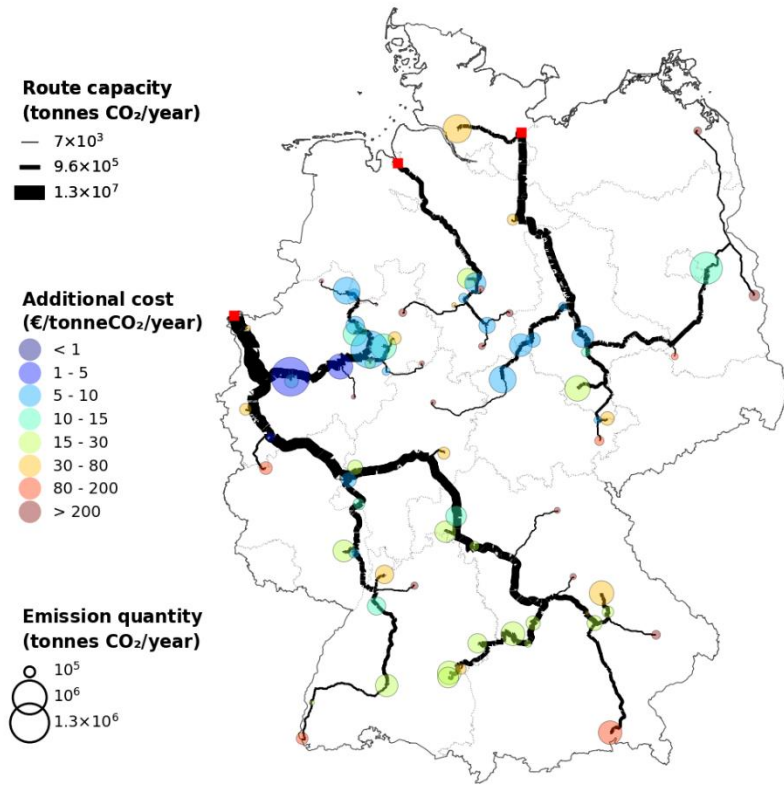 Route capacity
(tonnes CO₂/year)
7×10³
9.6×10⁵
1.3×10⁷
Additional cost
(€/tonneCO₂/year)
< 1
1 - 5
5 - 10
10 - 15
15 - 30
30 - 80
80 - 200
> 200
Emission quantity
(tonnes CO₂/year)
10⁵
10⁶
1.3×10⁶